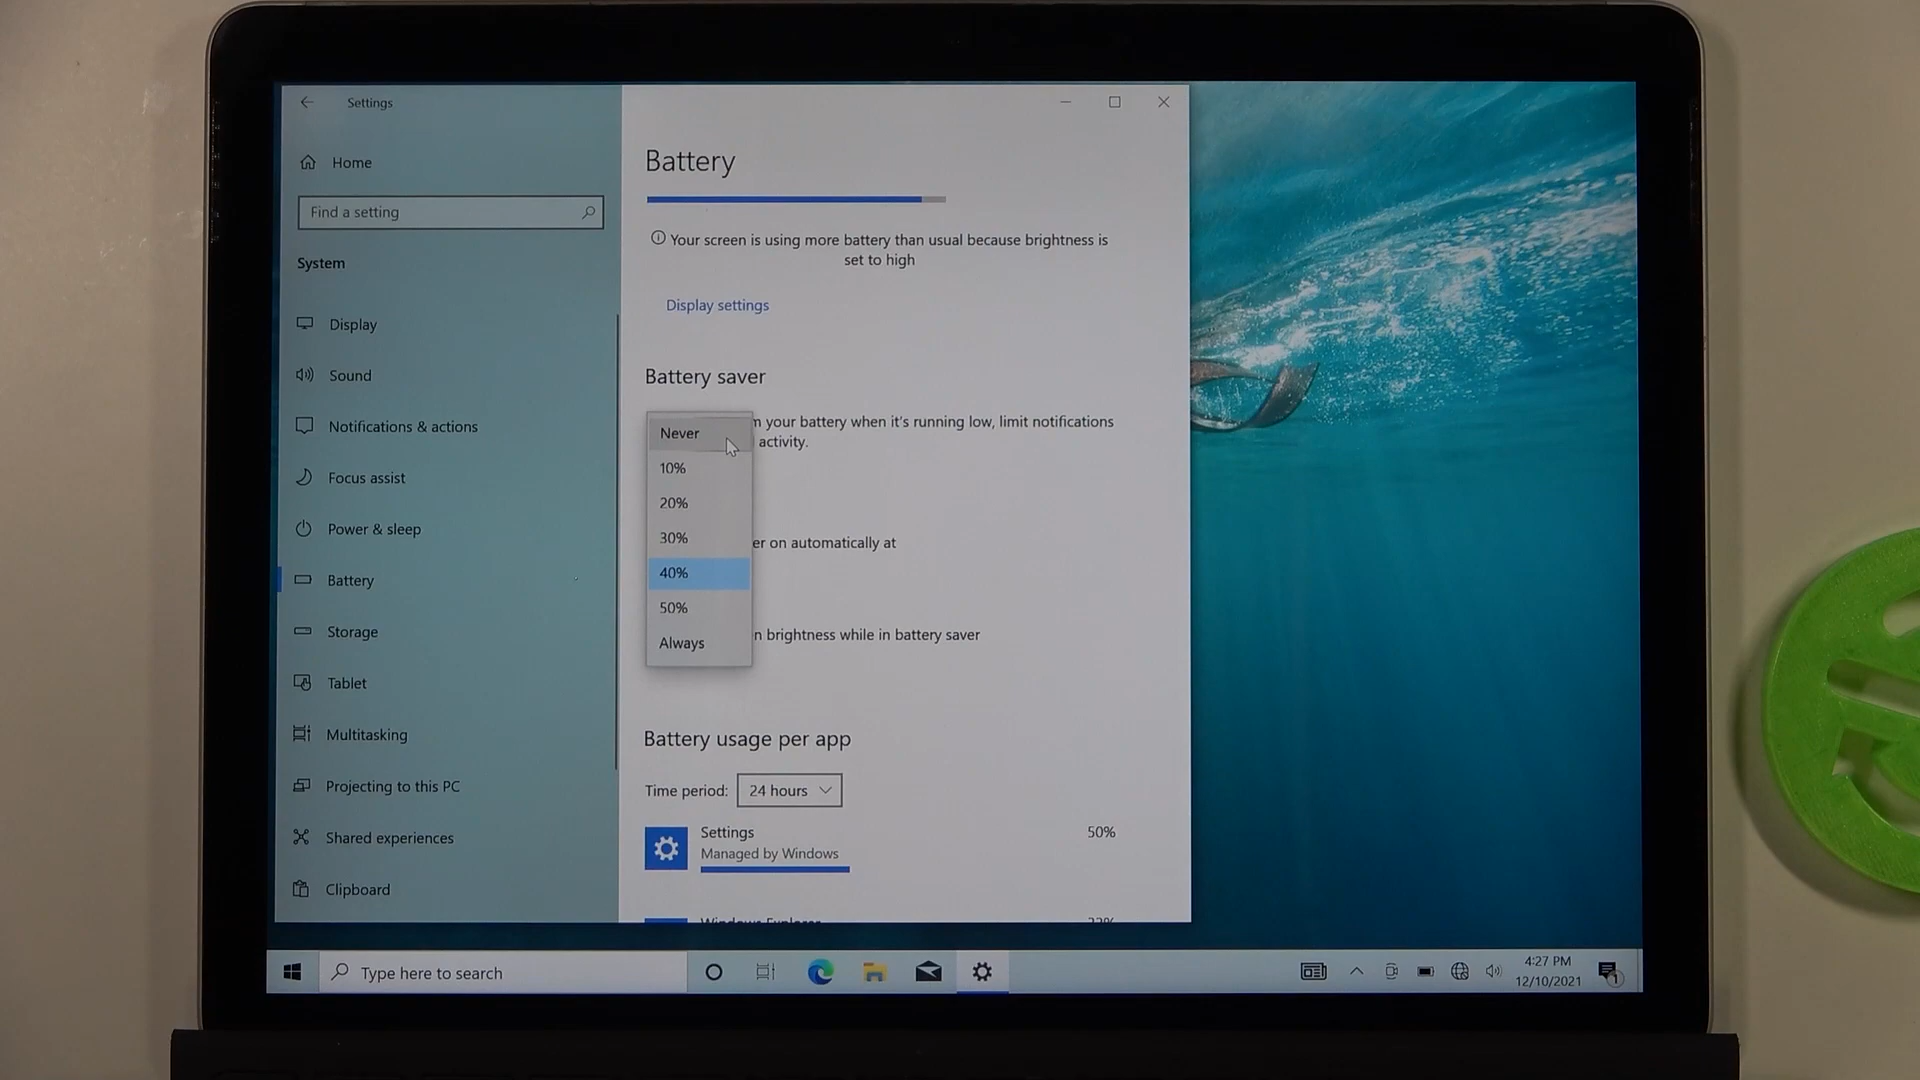 Settings
Home
Find a setting
System
Display
Sound
Notifications & actions
Focus assist
Power & sleep
Battery
Storage
Tablet
Multitasking
Projecting to this PC
Shared experiences
Clipboard
Battery
Your screen is using more battery than usual because brightness is
set to high
Display settings
Battery saver
your battery when it's running low, limit notifications
activity.
Never
10%
20%
30%
40%
50%
Always
on automatically at
brightness while in battery saver
Battery usage per app
Time period: 24 hours
Settings 50%
Managed by Windows
Windows Explorer
Type here to search
4:27 PM
12/10/2021
1